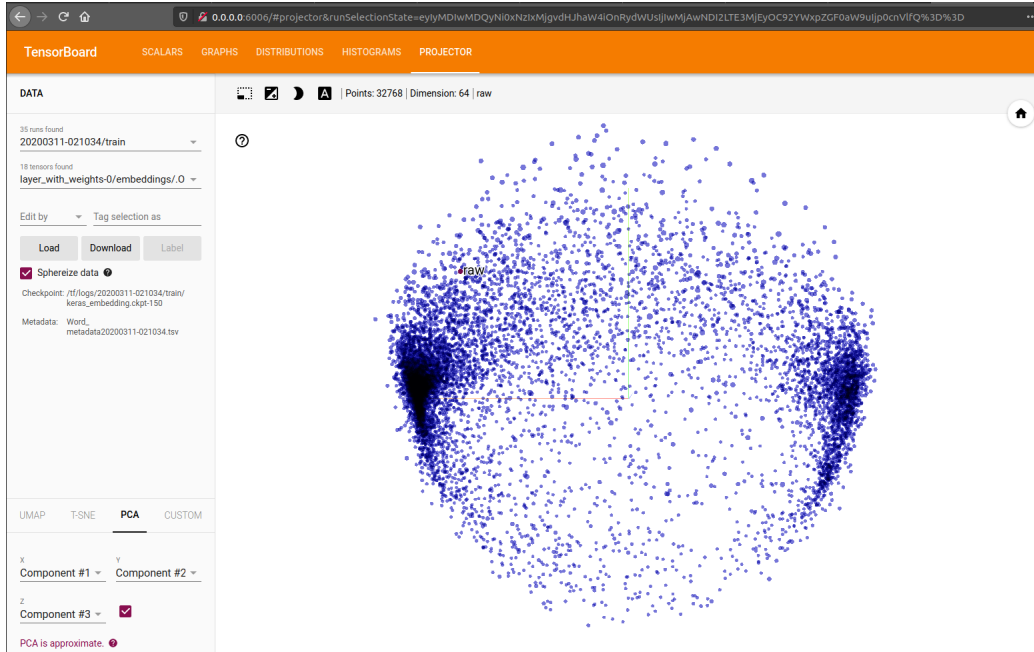 0.0.0.0:6006/#projector&runSelectionState=eyIyMDIwMDQyNi0xNzIxMjgvdHJhaW4iOnRydWUsIjIwMjAwNDI2LTE3MjEyOC92YWxpZGF0aW9uIjp0cnVlfQ%3D%3D
TensorBoard SCALARS GRAPHS DISTRIBUTIONS HISTOGRAMS PROJECTOR
DATA
A | Points: 32768 | Dimension: 64 | raw
35 runs found
20200311-021034/train
18 tensors found
layer_with_weights-0/embeddings/.O
Edit by Tag selection as
Load Download Label
Sphereize data
Checkpoint: /tf/logs/20200311-021034/train/
keras_embedding.ckpt-150
Metadata: Word_
metadata20200311-021034.tsv
raw
UMAP T-SNE PCA CUSTOM
X Y
Component #1 Component #2
Z
Component #3
PCA is approximate.